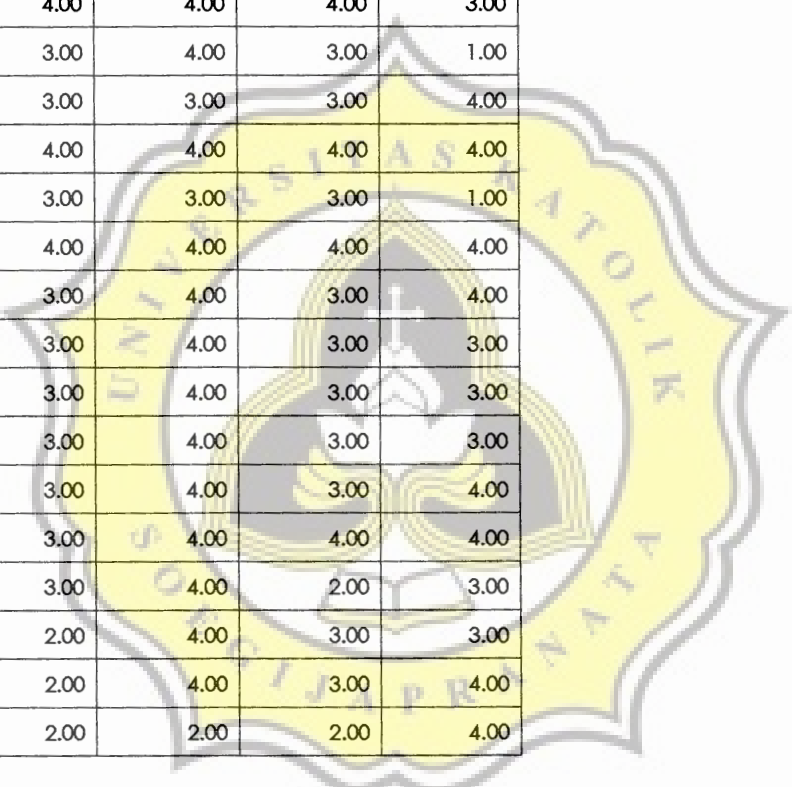 4.00 4.00 4.00 3.00
3.00 4.00 3.00 1.00
3.00 3.00 3.00 4.00
4.00 4.00 4.00 4.00
3.00 3.00 3.00 1.00
4.00 4.00 4.00 4.00
3.00 4.00 3.00 4.00
3.00 4.00 3.00 3.00
3.00 4.00 3.00 3.00
3.00 4.00 3.00 3.00
3.00 4.00 3.00 4.00
3.00 4.00 4.00 4.00
3.00 4.00 2.00 3.00
2.00 4.00 3.00 3.00
2.00 4.00 3.00 4.00
2.00 2.00 2.00 4.00
UNIVERSITAS KATOLIK
SOEGIJAPRANATA